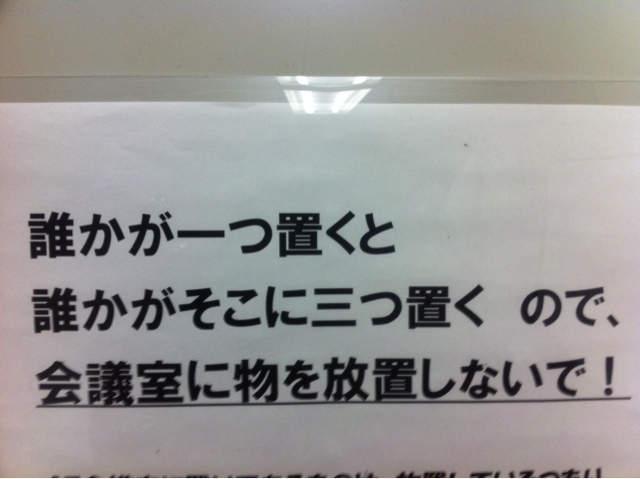 誰かが一つ置くと
誰かがそこに三つ置く ので、
会議室に物を放置しないで！